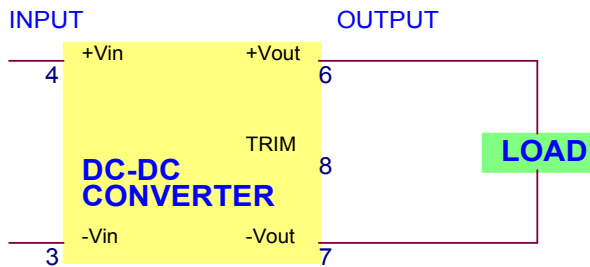 INPUT OUTPUT
+Vin +Vout
4 6
TRIM
8
LOAD
DC-DC
CONVERTER
-Vin -Vout
3 7